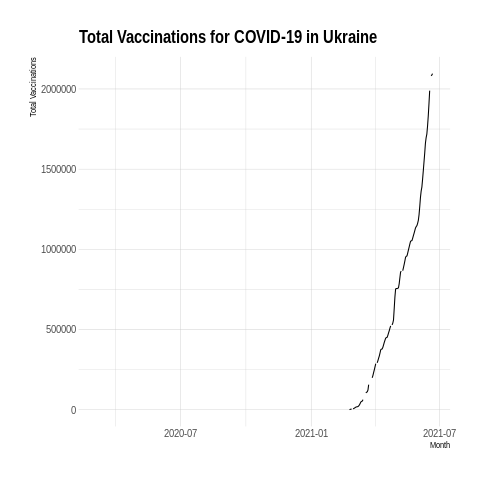 Total Vaccinations for COVID-19 in Ukraine
Total Vaccinations
2000000
1500000
1000000
500000
0
2020-07
2021-01
2021-07
Month